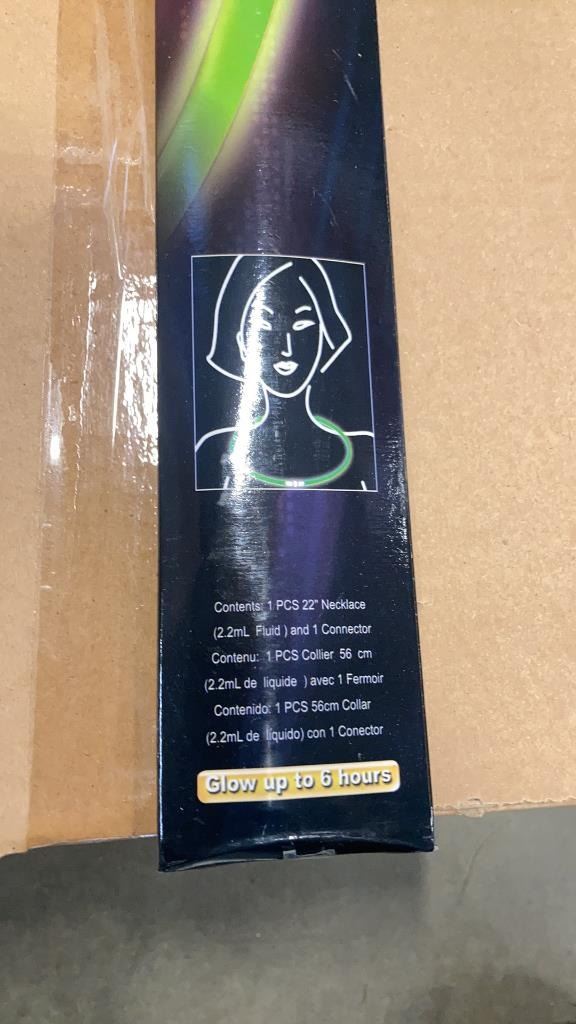 Contents: 1 PCS 22" Necklace
(2.2mL Fluid ) and 1 Connector
Contenu: 1 PCS Collier 56 cm
(2.2mL de liquide ) avec 1 Fermoir
Contenido: 1 PCS 56cm Collar
(2.2mL de líquido) con 1 Conector
Glow up to 6 hours